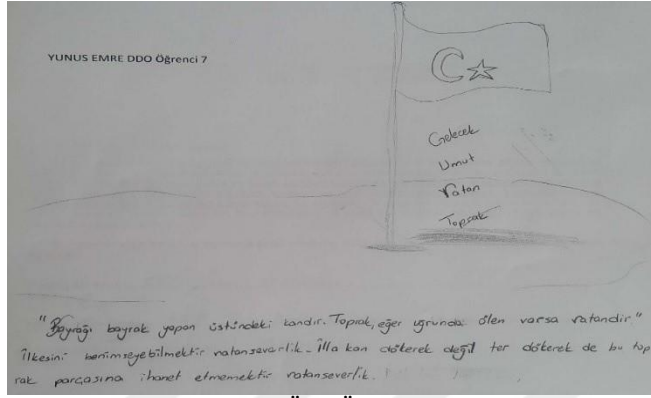 YUNUS EMRE DDO Öğrenci 7
Gelecek
Umut
Vatan
Toprak
"Bayrağı bayrak yapan üstündeki kandır. Toprak, eğer uğrunda ölen varsa vatandır."
ilkesini benimseyebilmektir vatanseverlik. İlla kan dökerek değil ter dökerek de bu top
rak parçasına ihanet etmemektir vatanseverlik.